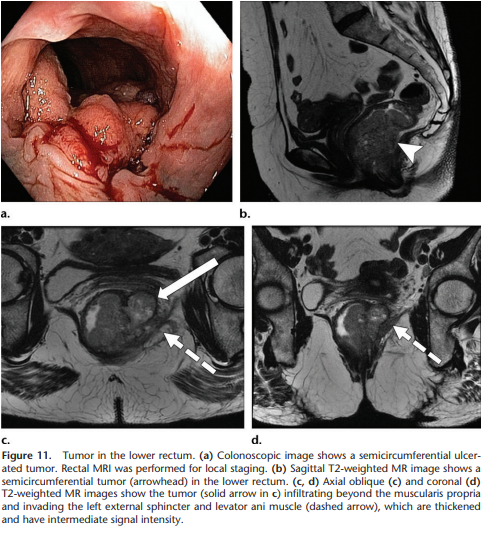 a.
b.
c.
d.
Figure 11. Tumor in the lower rectum. (a) Colonoscopic image shows a semicircumferential ulcer-
ated tumor. Rectal MRI was performed for local staging. (b) Sagittal T2-weighted MR image shows a
semicircumferential tumor (arrowhead) in the lower rectum. (c, d) Axial oblique (c) and coronal (d)
T2-weighted MR images show the tumor (solid arrow in c) infiltrating beyond the muscularis propria
and invading the left external sphincter and levator ani muscle (dashed arrow), which are thickened
and have intermediate signal intensity.